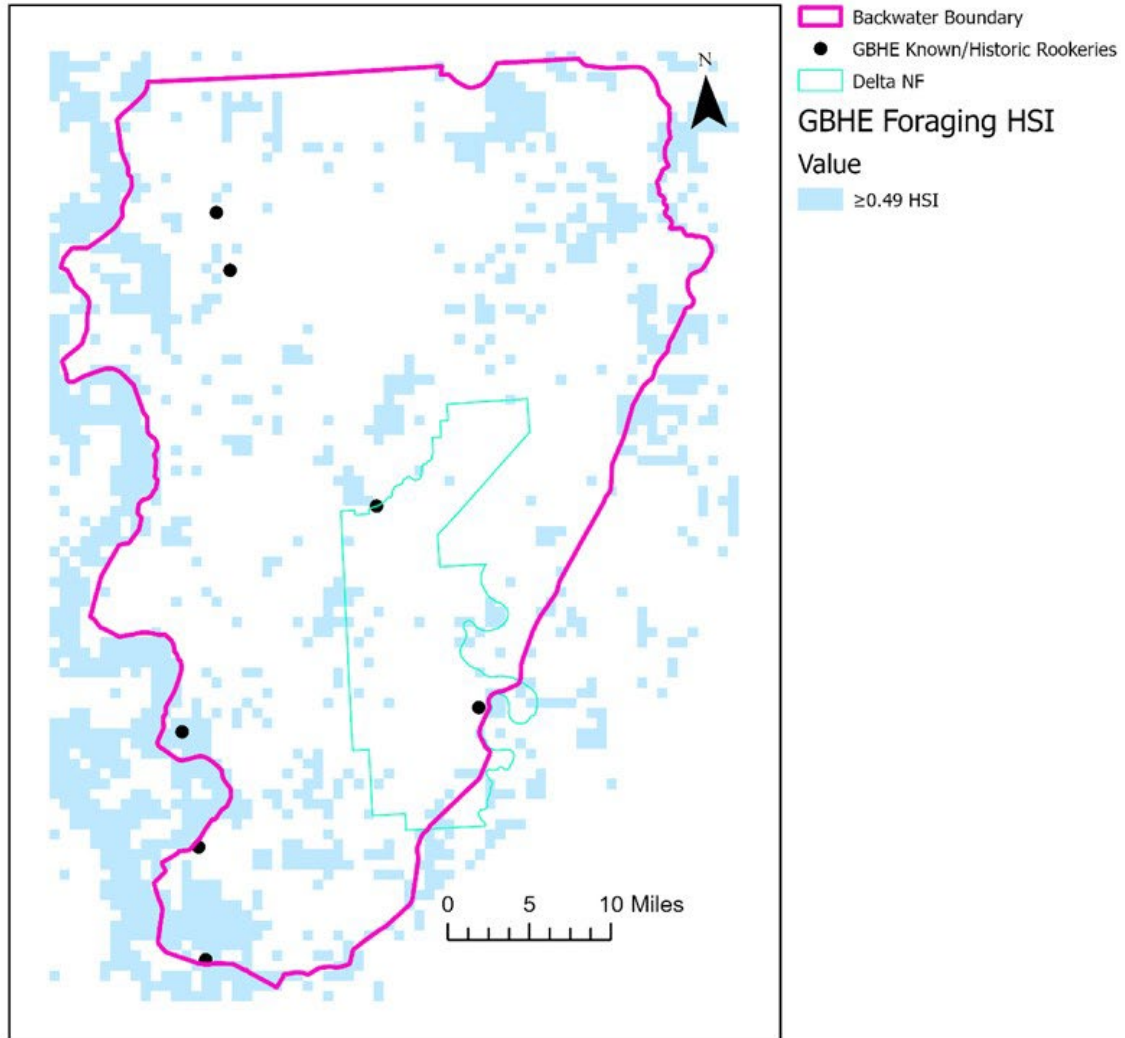 Backwater Boundary
GBHE Known/Historic Rookeries
Delta NF
GBHE Foraging HSI
Value
≥0.49 HSI
N
0 5 10 Miles